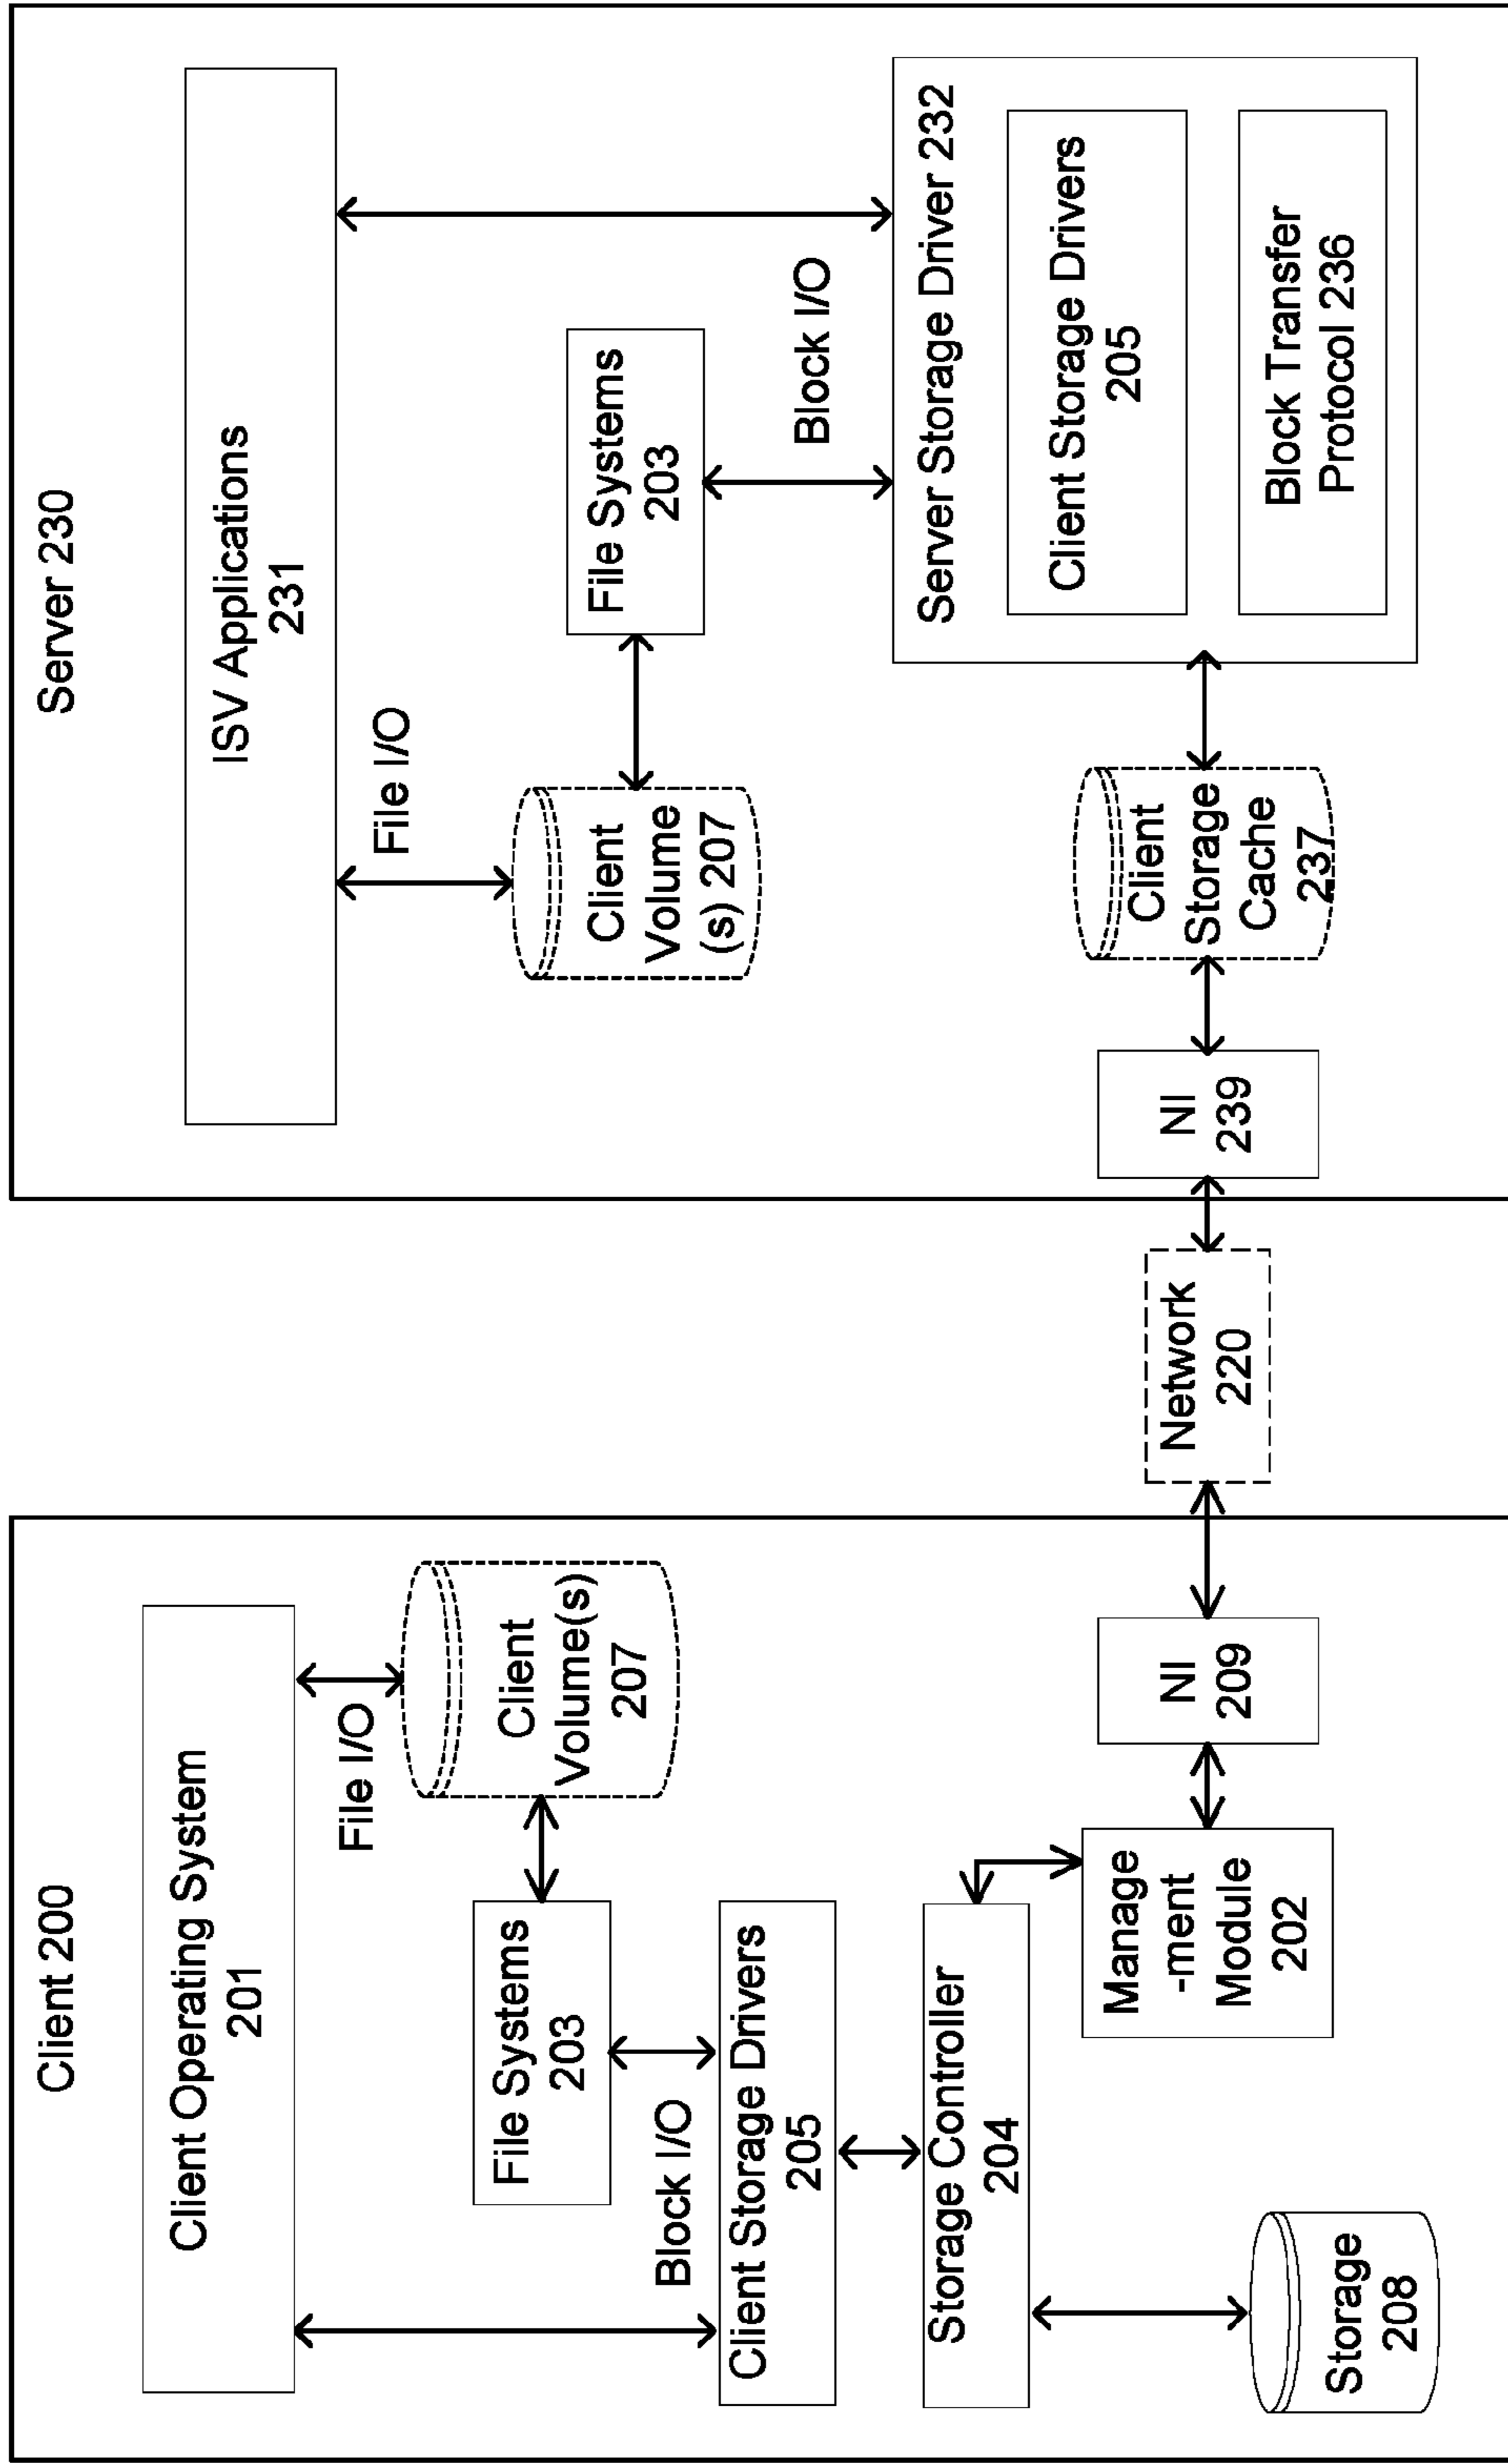 Client 200
Client Operating System
201
File I/O
Client
Volume(s)
207
File Systems
203
Block I/O
Client Storage Drivers
205
Storage Controller
204
Manage
-ment
Module
202
NI
209
Storage
208
Network
220
Server 230
ISV Applications
231
File I/O
Client
Volume
(s) 207
File Systems
203
Block I/O
Server Storage Driver 232
Client Storage Drivers
205
Block Transfer
Protocol 236
Client
Storage
Cache
237
NI
239